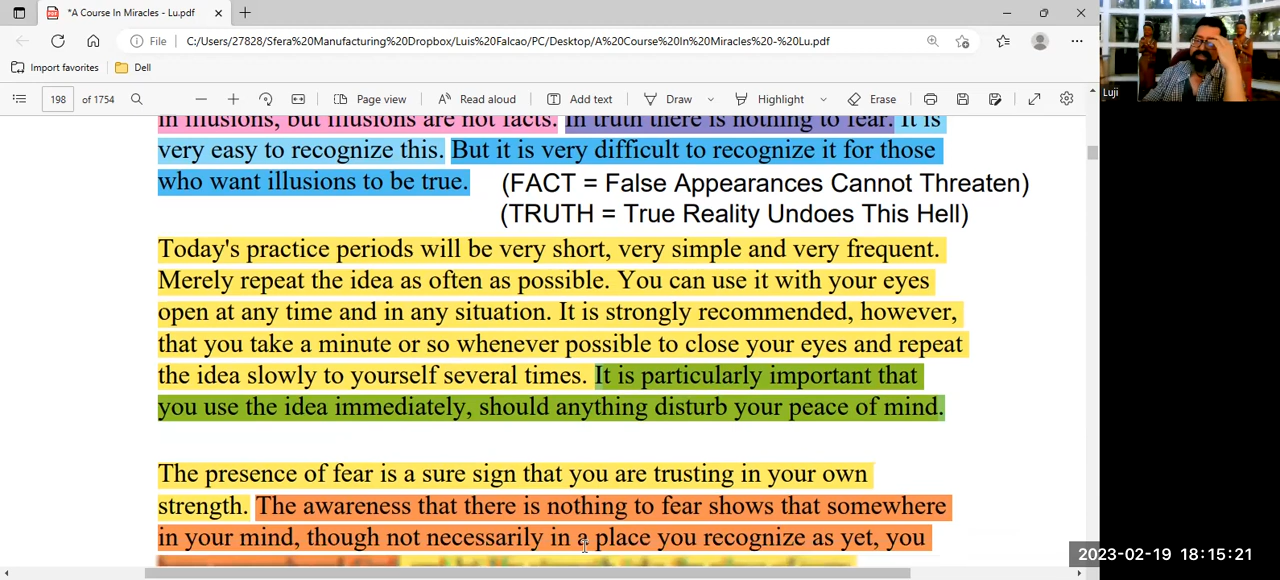 *A Course In Miracles - Lu.pdf
File C:/Users/27828/Sfera%20Manufacturing%20Dropbox/Luis%20Falcao/PC/Desktop/A%20Course%20In%20Miracles%20-%20Lu.pdf
Import favorites Dell
198 of 1754 Page view Read aloud Add text Draw Highlight Erase
Luji
in illusions, but illusions are not facts. In truth there is nothing to fear. It is
very easy to recognize this. But it is very difficult to recognize it for those
who want illusions to be true. (FACT = False Appearances Cannot Threaten)
(TRUTH = True Reality Undoes This Hell)
Today's practice periods will be very short, very simple and very frequent.
Merely repeat the idea as often as possible. You can use it with your eyes
open at any time and in any situation. It is strongly recommended, however,
that you take a minute or so whenever possible to close your eyes and repeat
the idea slowly to yourself several times. It is particularly important that
you use the idea immediately, should anything disturb your peace of mind.
The presence of fear is a sure sign that you are trusting in your own
strength. The awareness that there is nothing to fear shows that somewhere
in your mind, though not necessarily in a place you recognize as yet, you
2023-02-19 18:15:21